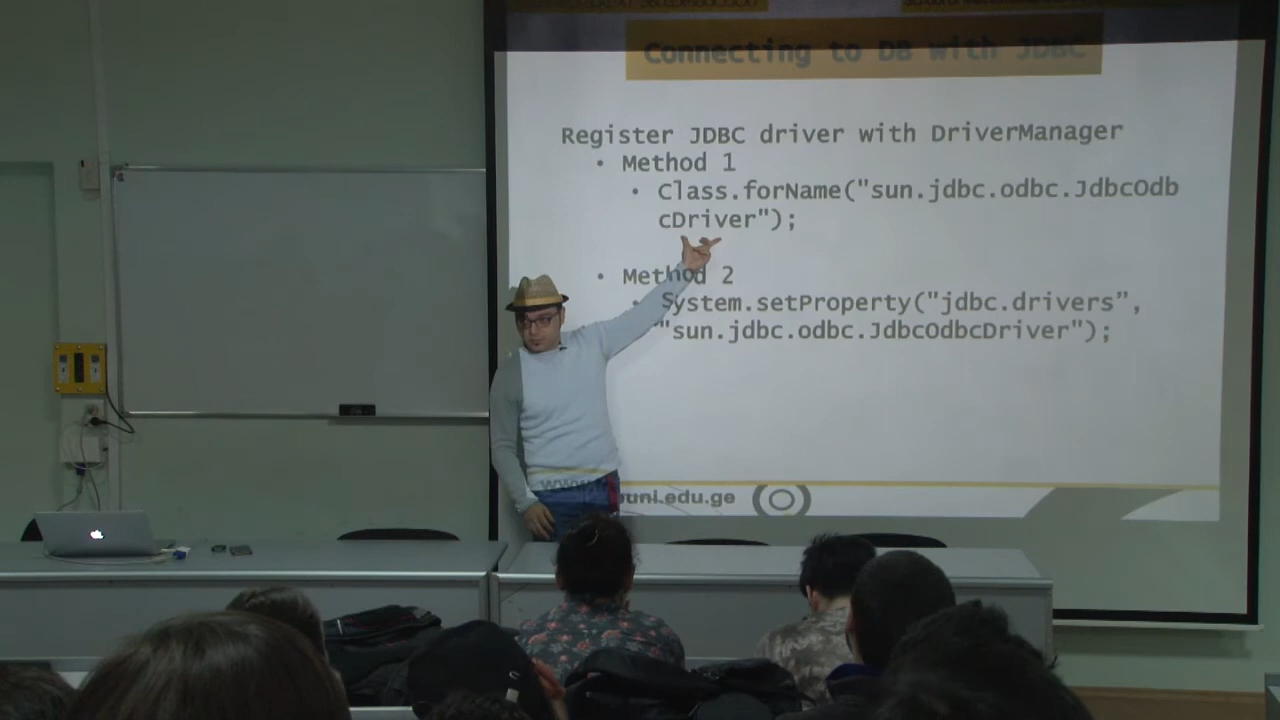 Connecting to DB with JDBC
Register JDBC driver with DriverManager
• Method 1
• Class.forName("sun.jdbc.odbc.JdbcOdb
cDriver");
• Method 2
System.setProperty("jdbc.drivers",
"sun.jdbc.odbc.JdbcOdbcDriver");
uni.edu.ge